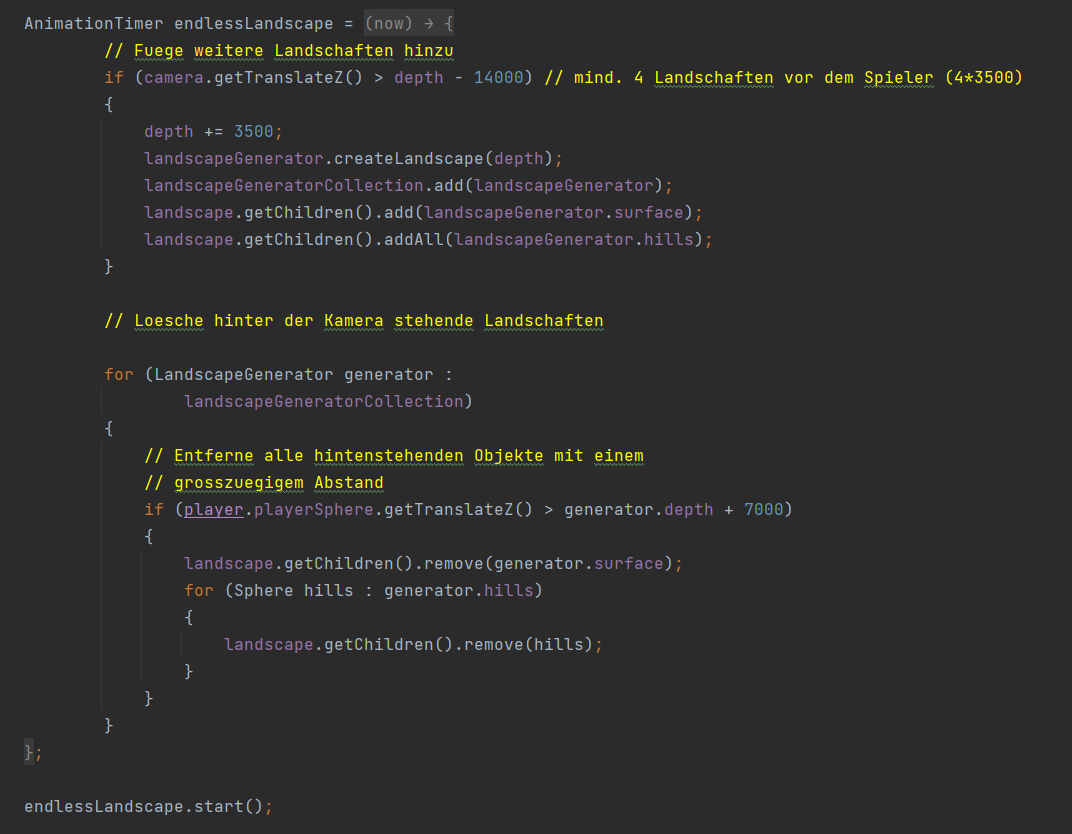 AnimationTimer endlessLandscape = (now) → {
// Fuege weitere Landschaften hinzu
if (camera.getTranslateZ() > depth - 14000) // mind. 4 Landschaften vor dem Spieler (4*3500)
{
depth += 3500;
landscapeGenerator.createLandscape(depth);
landscapeGeneratorCollection.add(landscapeGenerator);
landscape.getChildren().add(landscapeGenerator.surface);
landscape.getChildren().addAll(landscapeGenerator.hills);
}
// Loesche hinter der Kamera stehende Landschaften
for (LandscapeGenerator generator :
landscapeGeneratorCollection)
{
// Entferne alle hintenstehenden Objekte mit einem
// grosszuegigem Abstand
if (player.playerSphere.getTranslateZ() > generator.depth + 7000)
{
landscape.getChildren().remove(generator.surface);
for (Sphere hills : generator.hills)
{
landscape.getChildren().remove(hills);
}
}
}
};
endlessLandscape.start();